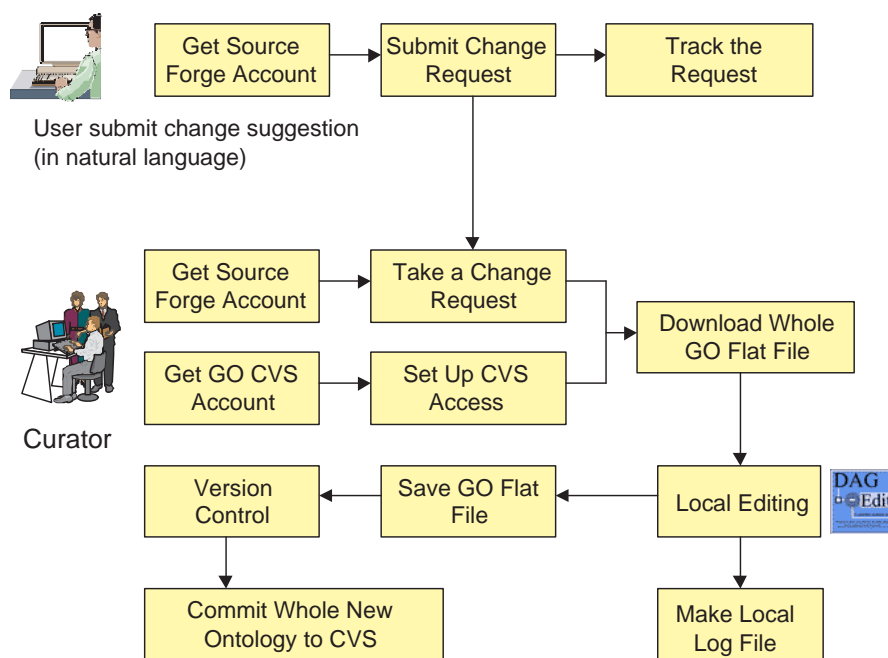 Get Source
Forge Account
Submit Change
Request
Track the
Request
User submit change suggestion
(in natural language)
Get Source
Forge Account
Take a Change
Request
Download Whole
GO Flat File
Get GO CVS
Account
Set Up CVS
Access
Curator
Version
Control
Save GO Flat
File
Local Editing
DAG
Edit
Commit Whole New
Ontology to CVS
Make Local
Log File